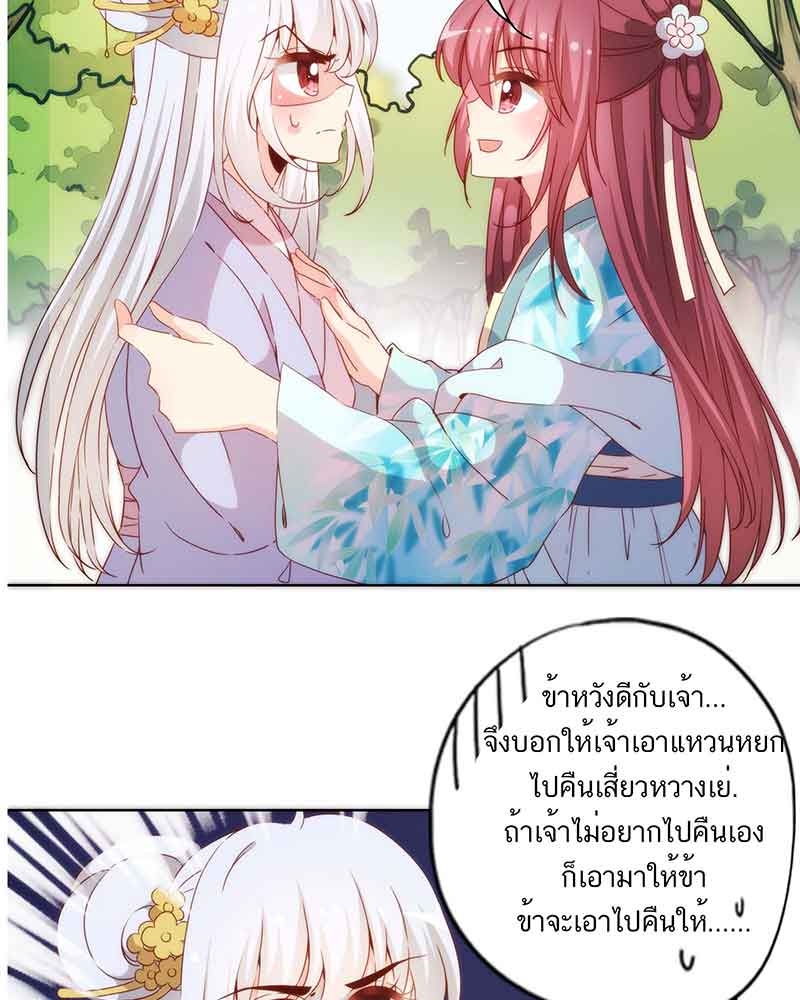 ข้าหวังดีกับเจ้า...
จึงบอกให้เจ้าเอาแหวนหยก
ไปคืนเสี่ยวหวางเย่.
ถ้าเจ้าไม่อยากไปคืนเอง
ก็เอามาให้ข้า
ข้าจะเอาไปคืนให้......